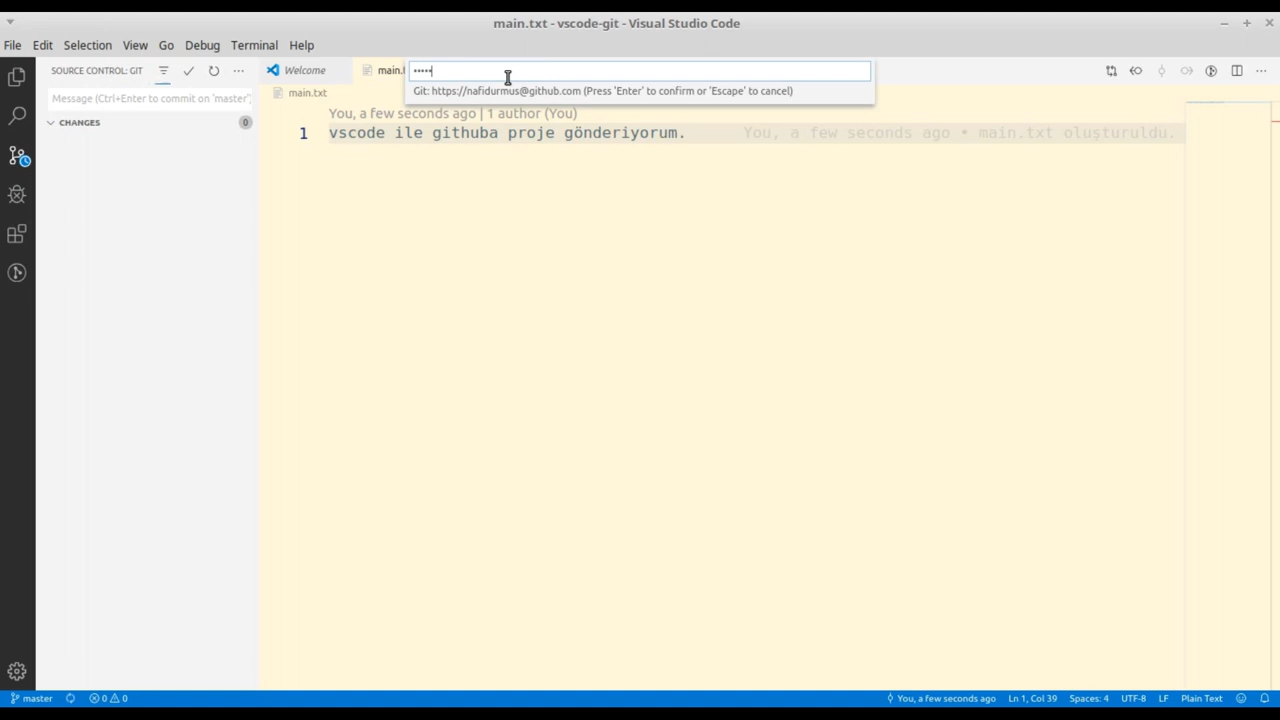 main.txt - vscode-git - Visual Studio Code
File Edit Selection View Go Debug Terminal Help
SOURCE CONTROL: GIT
Welcome
main.t
•••••
Git: https://nafidurmus@github.com (Press 'Enter' to confirm or 'Escape' to cancel)
Message (Ctrl+Enter to commit on 'master')
main.txt
CHANGES 0
You, a few seconds ago | 1 author (You)
1 vscode ile githuba proje gönderiyorum. You, a few seconds ago • main.txt oluşturuldu.
master 0 0 You, a few seconds ago Ln 1, Col 39 Spaces: 4 UTF-8 LF Plain Text